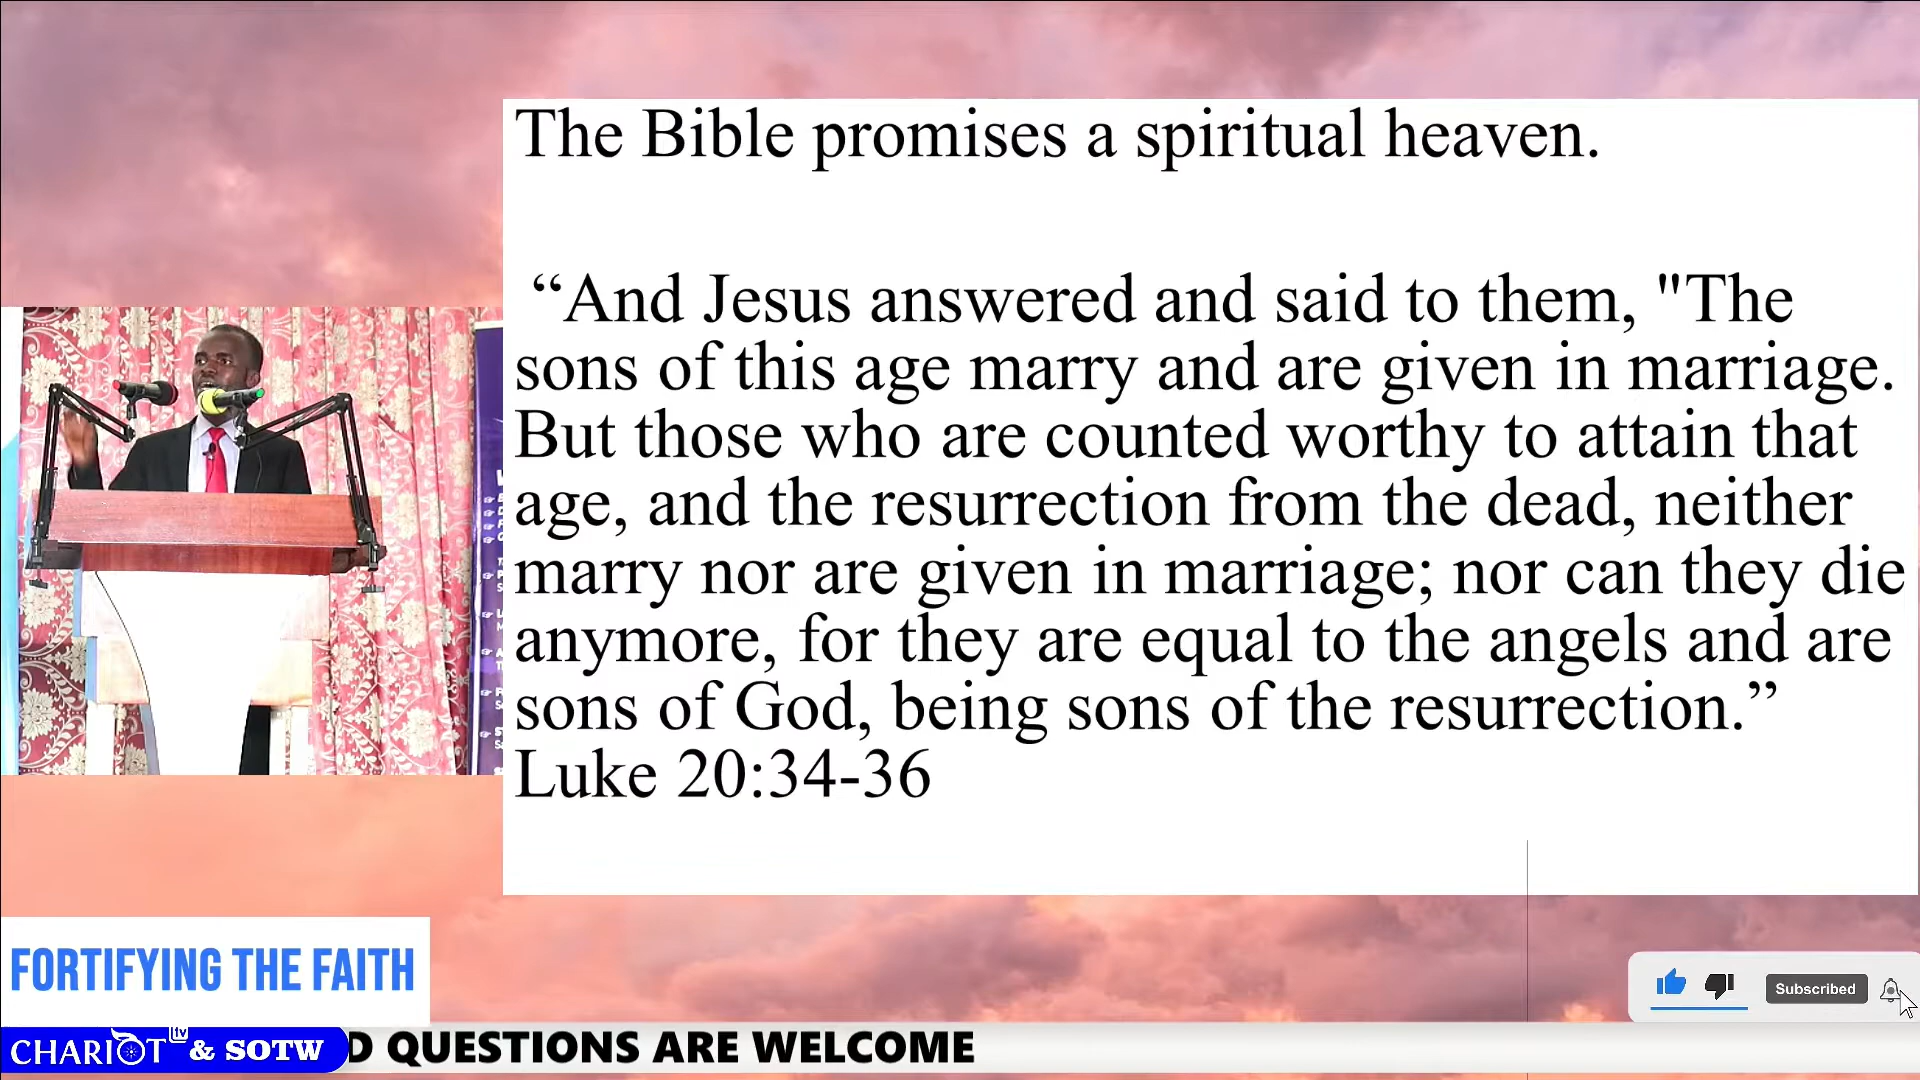 The Bible promises a spiritual heaven.
“And Jesus answered and said to them, "The
sons of this age marry and are given in marriage.
But those who are counted worthy to attain that
age, and the resurrection from the dead, neither
marry nor are given in marriage; nor can they die
anymore, for they are equal to the angels and are
sons of God, being sons of the resurrection.”
Luke 20:34-36
FORTIFYING THE FAITH
Subscribed
CHARIOT tv & SOTW
D QUESTIONS ARE WELCOME